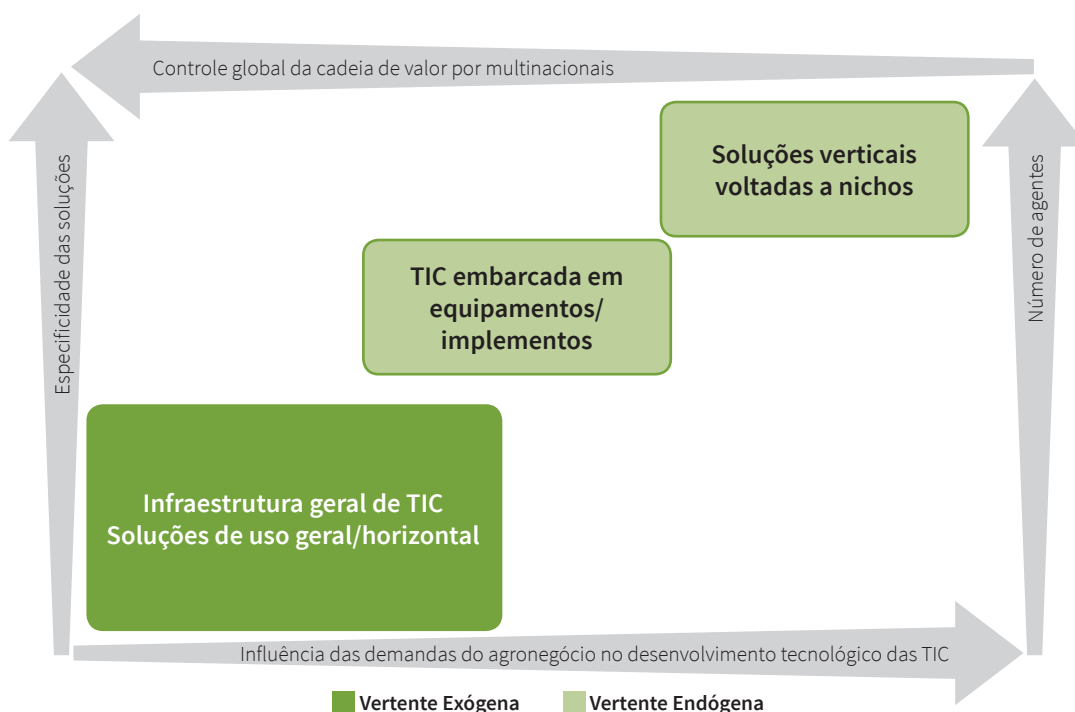 Controle global da cadeia de valor por multinacionais
Especificidade das soluções
Número de agentes
Soluções verticais
voltadas a nichos
TIC embarcada em
equipamentos/
implementos
Infraestrutura geral de TIC
Soluções de uso geral/horizontal
Influência das demandas do agronegócio no desenvolvimento tecnológico das TIC
Vertente Exógena
Vertente Endógena